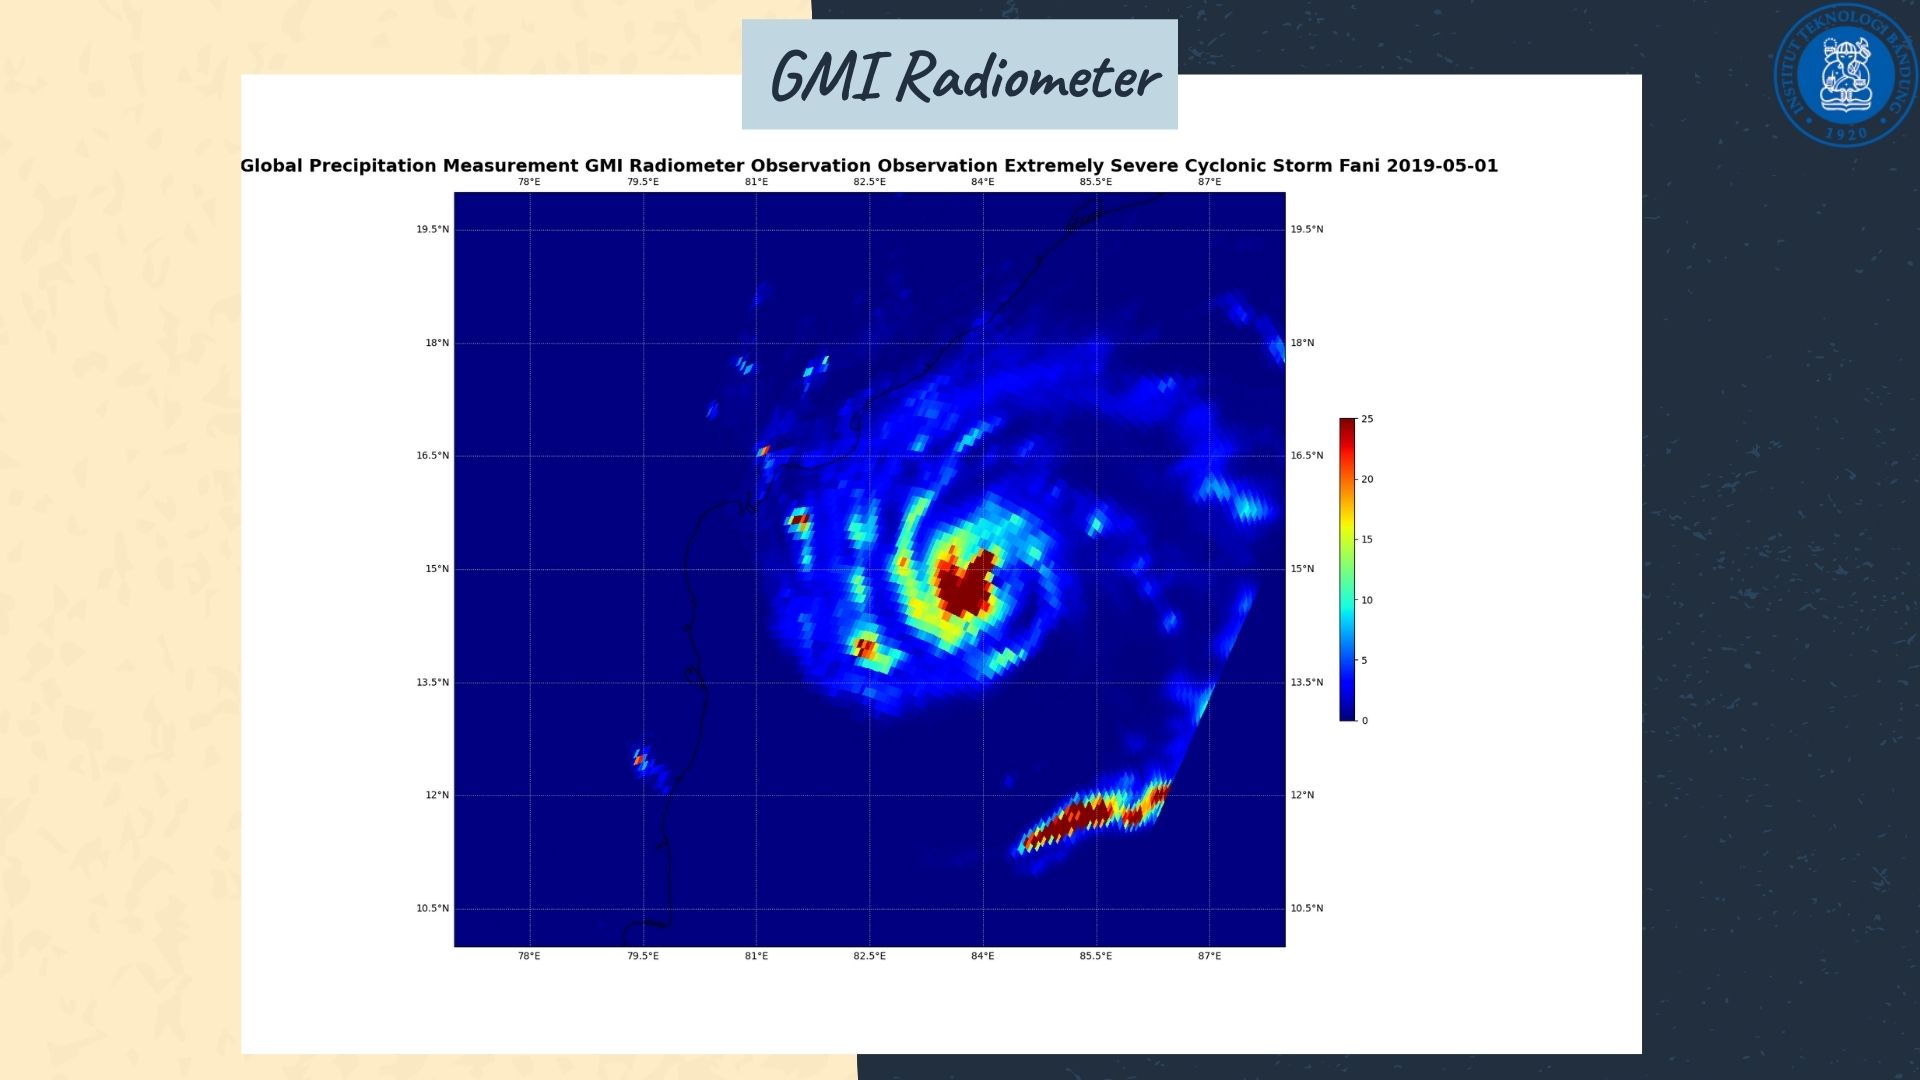 GMI Radiometer
INSTITUT TEKNOLOGI BANDUNG
1920
Global Precipitation Measurement GMI Radiometer Observation Observation Extremely Severe Cyclonic Storm Fani 2019-05-01
78°E 79.5°E 81°E 82.5°E 84°E 85.5°E 87°E
19.5°N 19.5°N
18°N 18°N
16.5°N 16.5°N
15°N 15°N
13.5°N 13.5°N
12°N 12°N
10.5°N 10.5°N
78°E 79.5°E 81°E 82.5°E 84°E 85.5°E 87°E
25
20
15
10
5
0